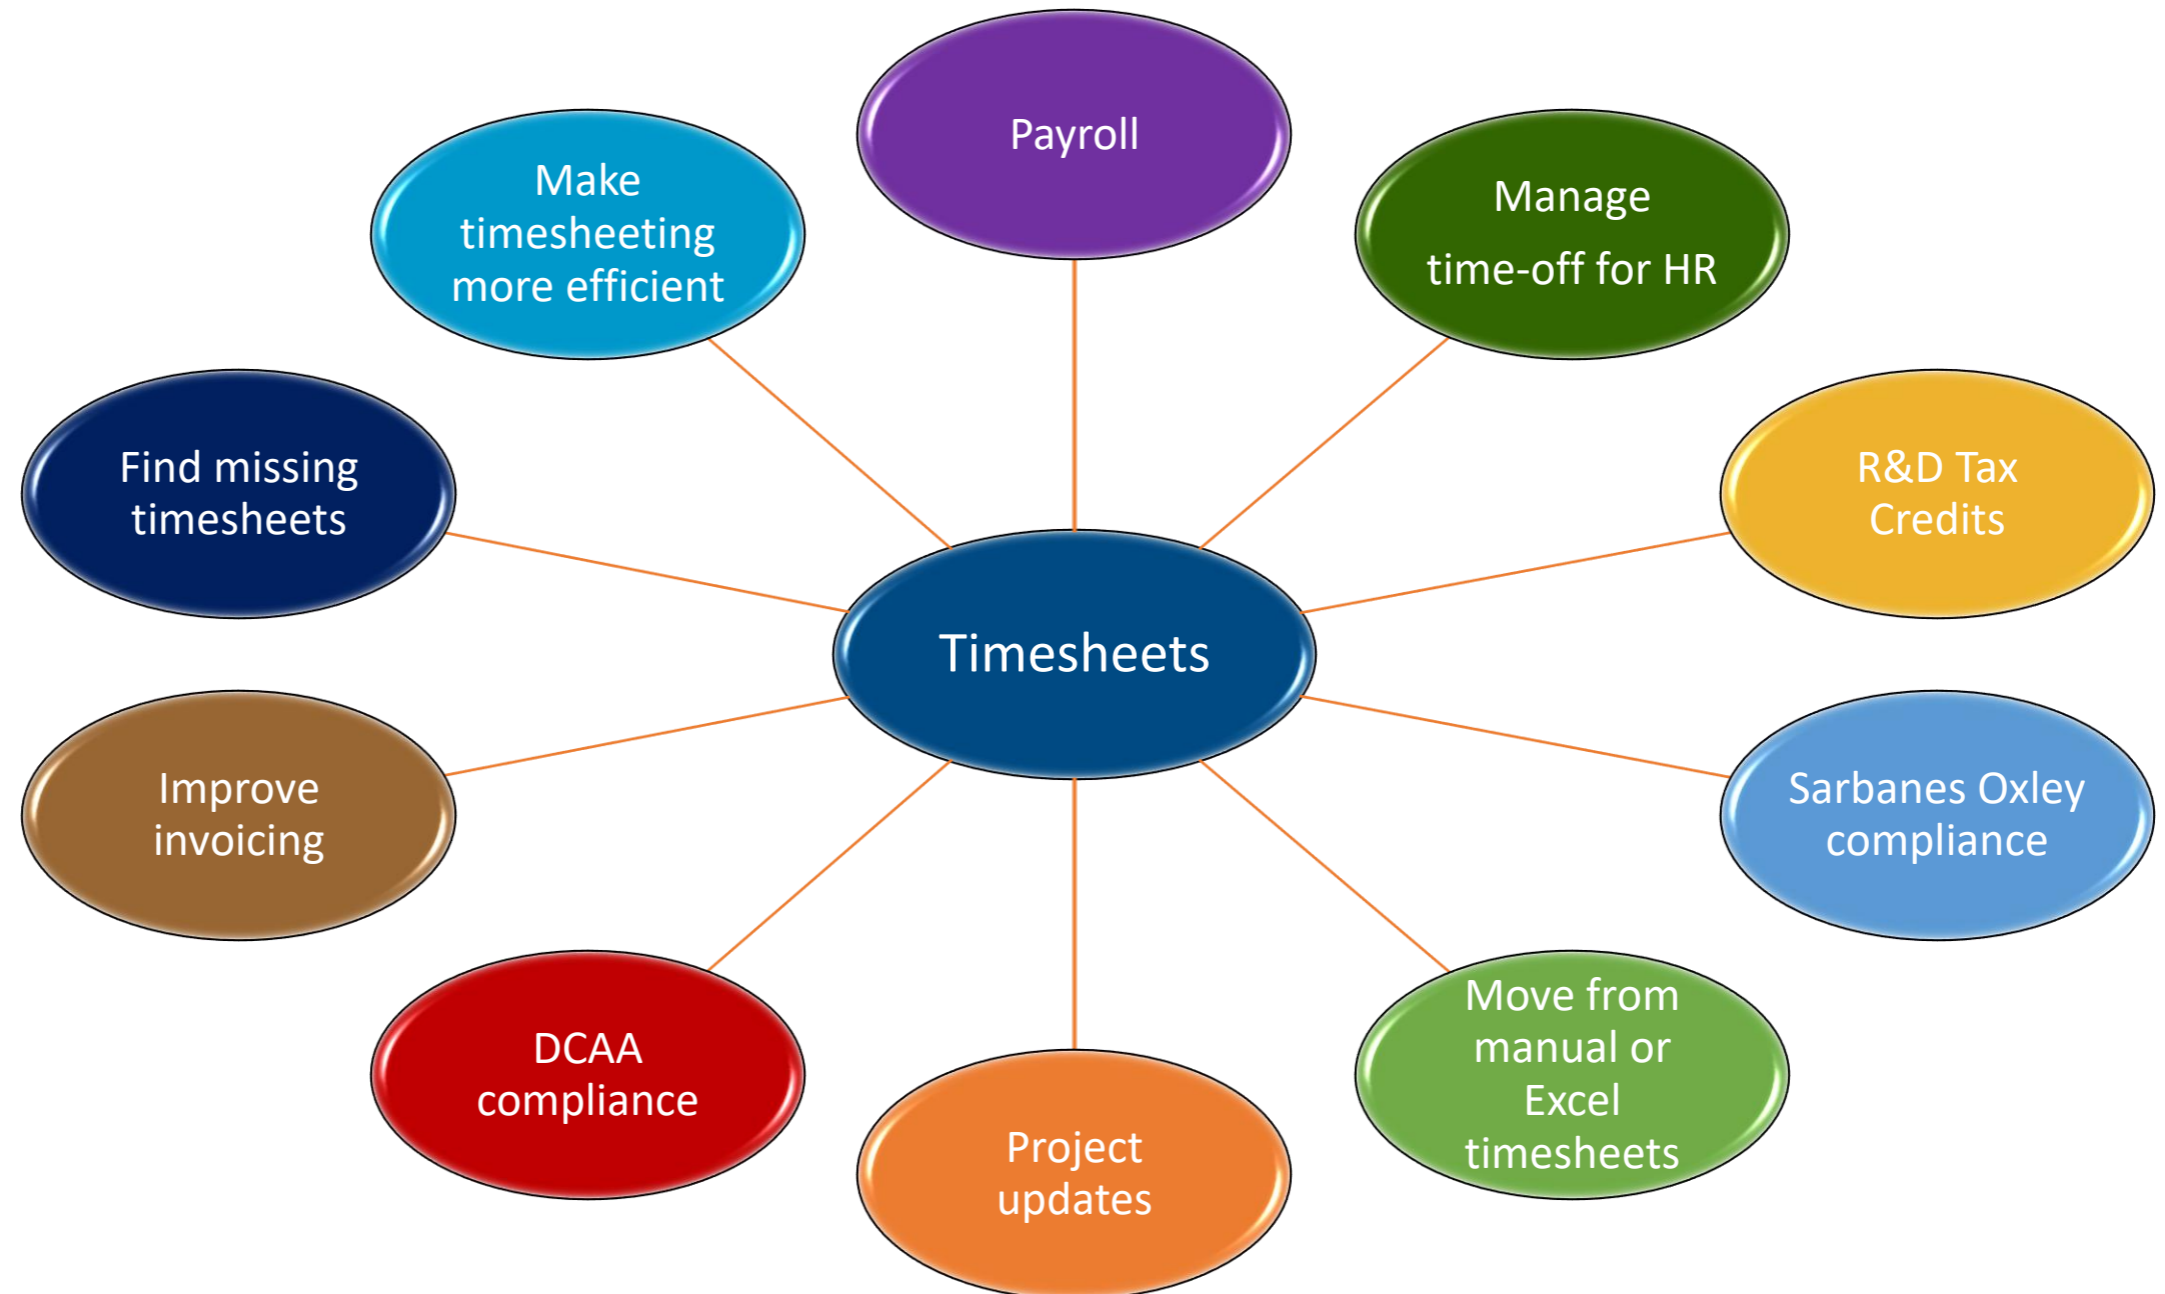 Payroll
Make
timesheeting
more efficient
Manage
time-off for HR
Find missing
timesheets
R&D Tax
Credits
Timesheets
Improve
invoicing
Sarbanes Oxley
compliance
DCAA
compliance
Move from
manual or
Excel
timesheets
Project
updates